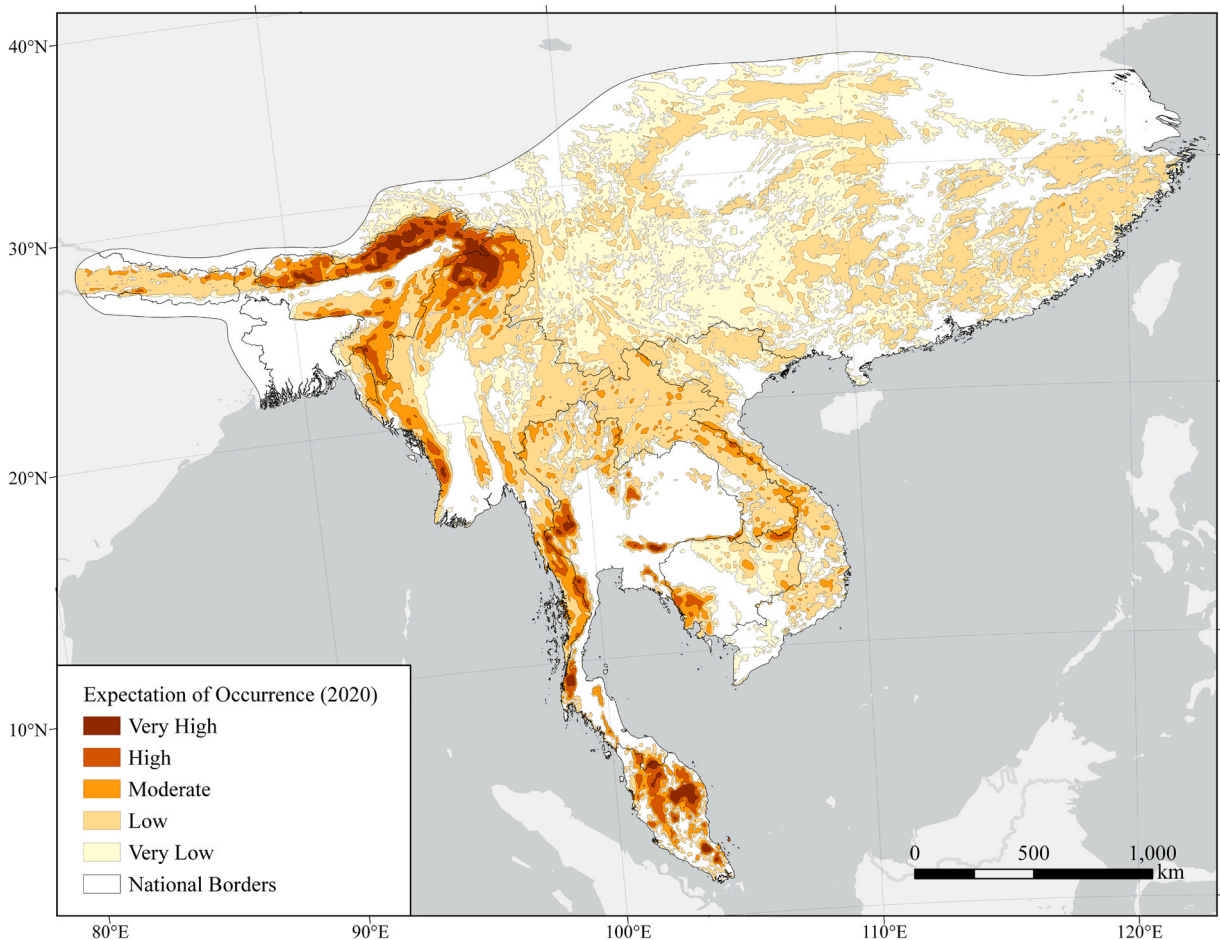 40°N
30°N
20°N
10°N
Expectation of Occurrence (2020)
Very High
High
Moderate
Low
Very Low
National Borders
0 500 1,000
km
80°E 90°E 100°E 110°E 120°E